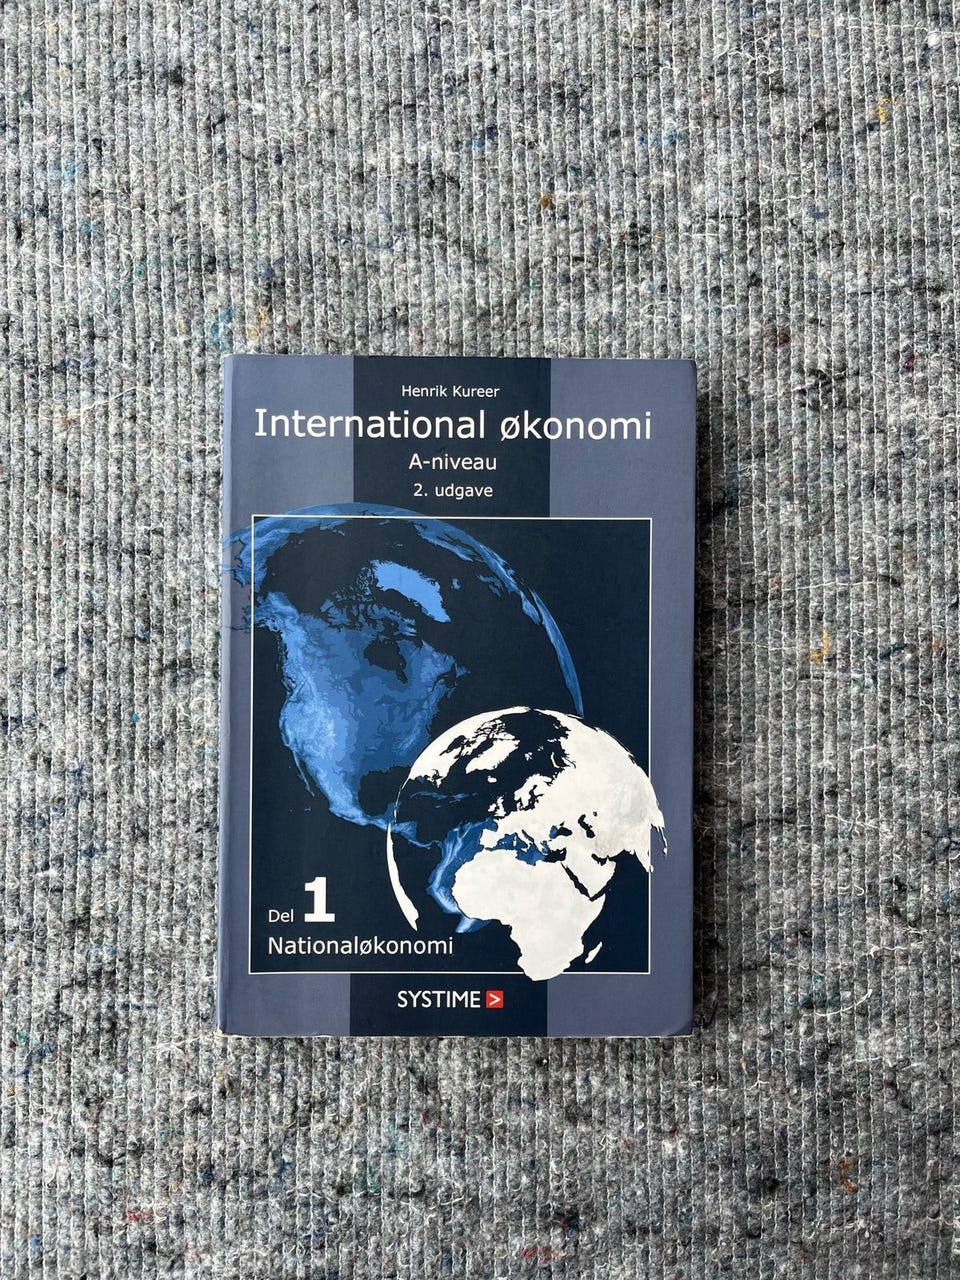 Henrik Kureer
International økonomi
A-niveau
2. udgave
Del 1
Nationaløkonomi
SYSTIME